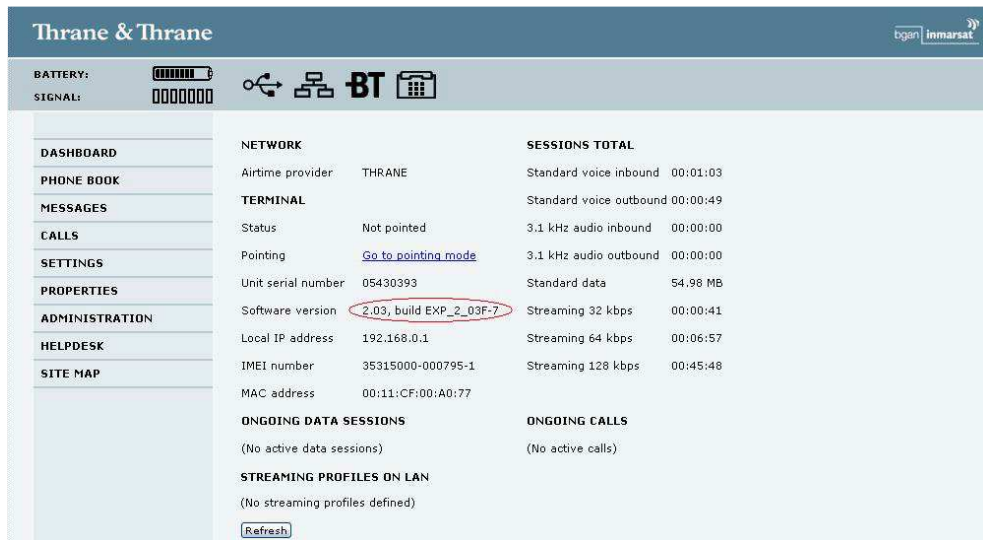 Thrane & Thrane
bgan inmarsat
BATTERY:
SIGNAL:
BT
DASHBOARD
PHONE BOOK
MESSAGES
CALLS
SETTINGS
PROPERTIES
ADMINISTRATION
HELPDESK
SITE MAP
NETWORK
Airtime provider THRANE
TERMINAL
Status Not pointed
Pointing Go to pointing mode
Unit serial number 05430393
Software version 2.03, build EXP_2_03F-7
Local IP address 192.168.0.1
IMEI number 35315000-000795-1
MAC address 00:11:CF:00:A0:77
ONGOING DATA SESSIONS
(No active data sessions)
STREAMING PROFILES ON LAN
(No streaming profiles defined)
Refresh
SESSIONS TOTAL
Standard voice inbound 00:01:03
Standard voice outbound 00:00:49
3.1 kHz audio inbound 00:00:00
3.1 kHz audio outbound 00:00:00
Standard data 54.98 MB
Streaming 32 kbps 00:00:41
Streaming 64 kbps 00:06:57
Streaming 128 kbps 00:45:48
ONGOING CALLS
(No active calls)